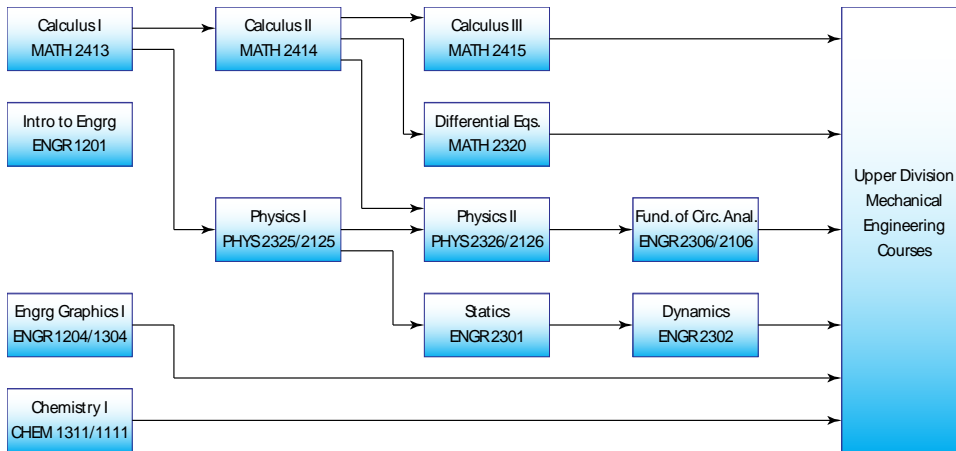 Calculus I
MATH 2413
Calculus II
MATH 2414
Calculus III
MATH 2415
Intro to Engrg
ENGR 1201
Differential Eqs.
MATH 2320
Upper Division
Mechanical
Engineering
Courses
Physics I
PHYS 2325/2125
Physics II
PHYS 2326/2126
Fund. of Circ. Anal.
ENGR 2306/2106
Engrg Graphics I
ENGR 1204/1304
Statics
ENGR 2301
Dynamics
ENGR 2302
Chemistry I
CHEM 1311/1111